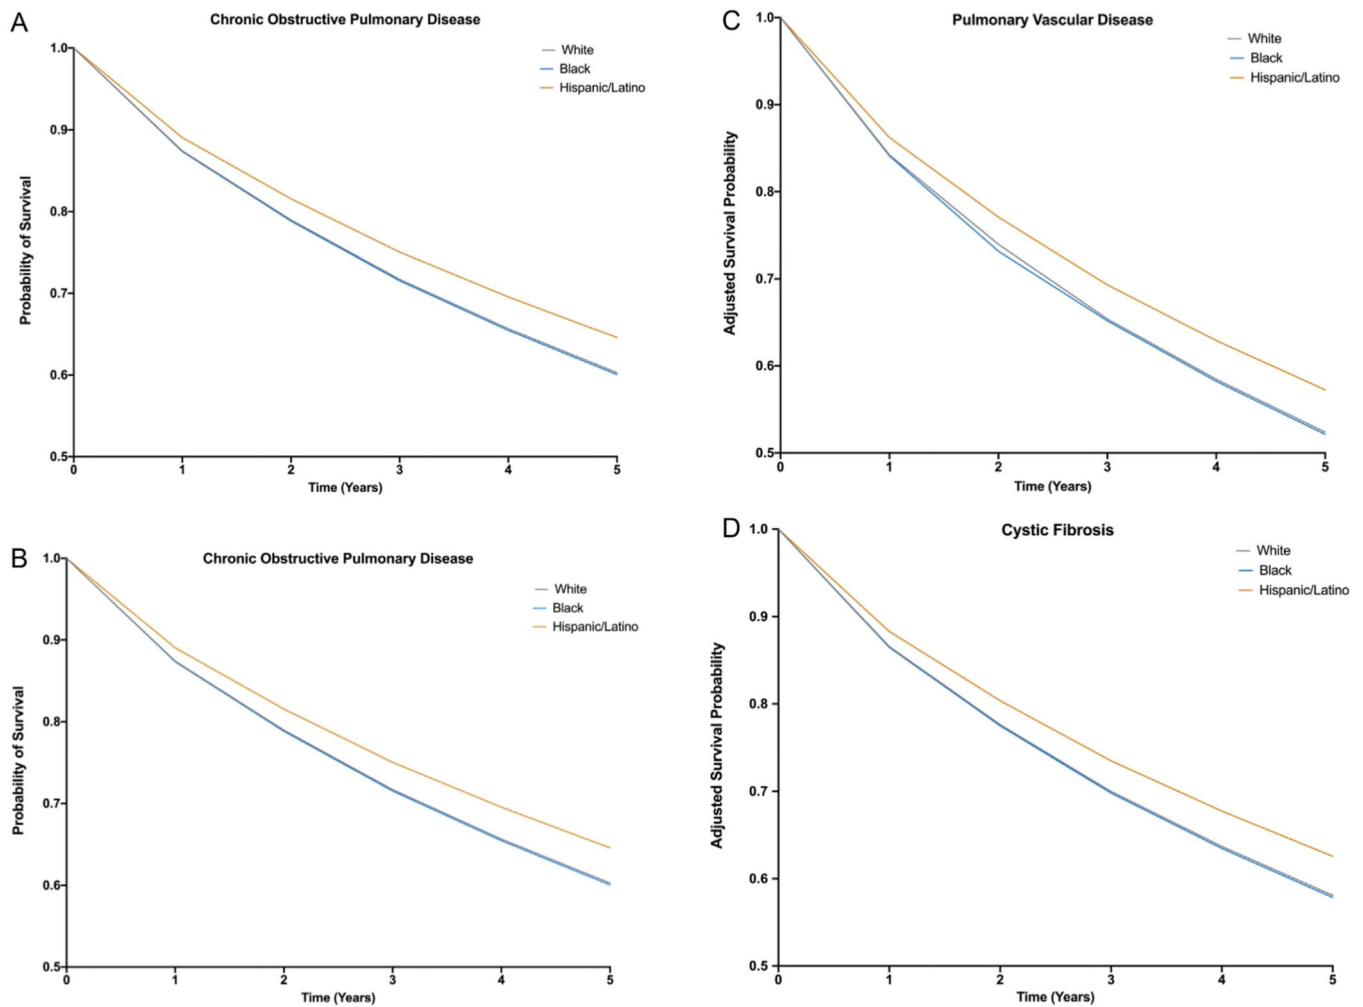 A
Chronic Obstructive Pulmonary Disease
White
Black
Hispanic/Latino
1.0
0.9
0.8
0.7
0.6
0.5
Probability of Survival
0 1 2 3 4 5
Time (Years)
B
Chronic Obstructive Pulmonary Disease
White
Black
Hispanic/Latino
1.0
0.9
0.8
0.7
0.6
0.5
Probability of Survival
0 1 2 3 4 5
Time (Years)
C
Pulmonary Vascular Disease
White
Black
Hispanic/Latino
1.0
0.9
0.8
0.7
0.6
0.5
Adjusted Survival Probability
0 1 2 3 4 5
Time (Years)
D
Cystic Fibrosis
White
Black
Hispanic/Latino
1.0
0.9
0.8
0.7
0.6
0.5
Adjusted Survival Probability
0 1 2 3 4 5
Time (Years)